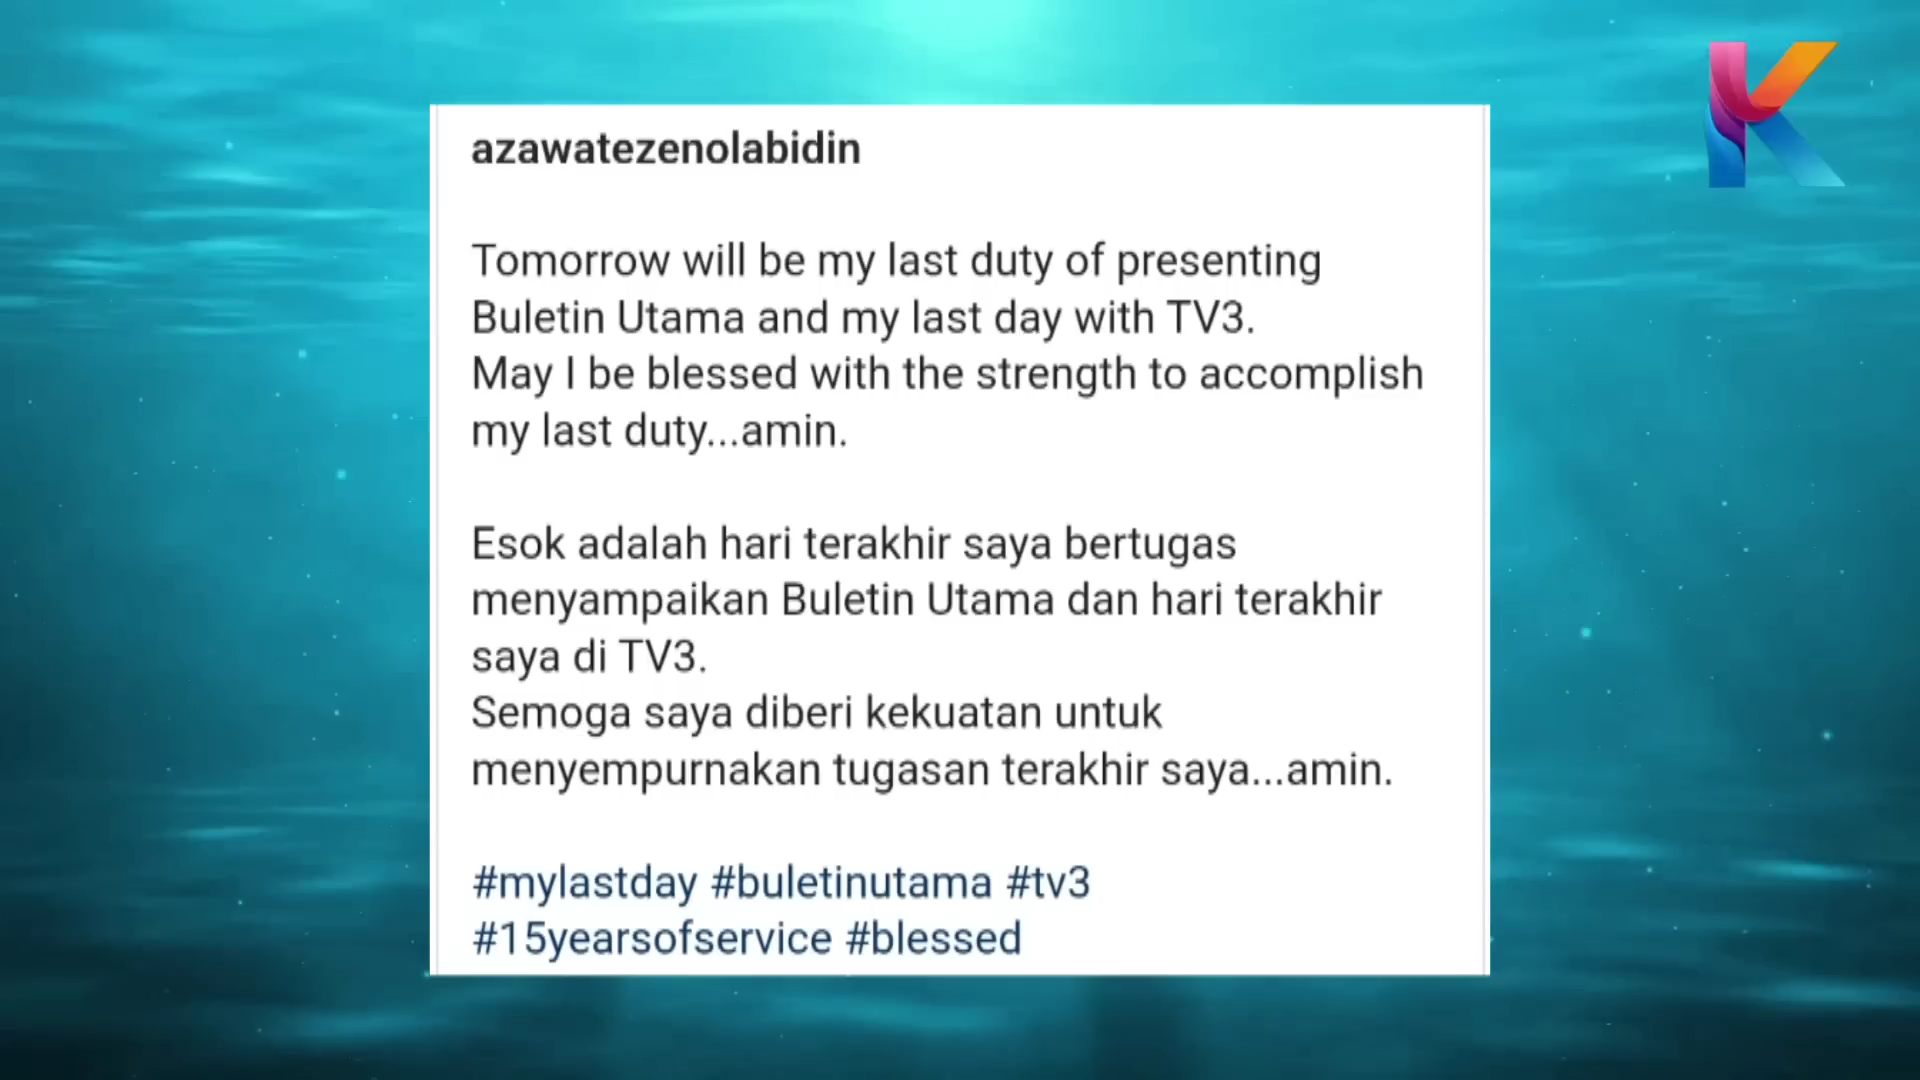 azawatezenolabidin
Tomorrow will be my last duty of presenting
Buletin Utama and my last day with TV3.
May I be blessed with the strength to accomplish
my last duty...amin.
Esok adalah hari terakhir saya bertugas
menyampaikan Buletin Utama dan hari terakhir
saya di TV3.
Semoga saya diberi kekuatan untuk
menyempurnakan tugasan terakhir saya...amin.
#mylastday #buletinutama #tv3
#15yearsofservice #blessed
K